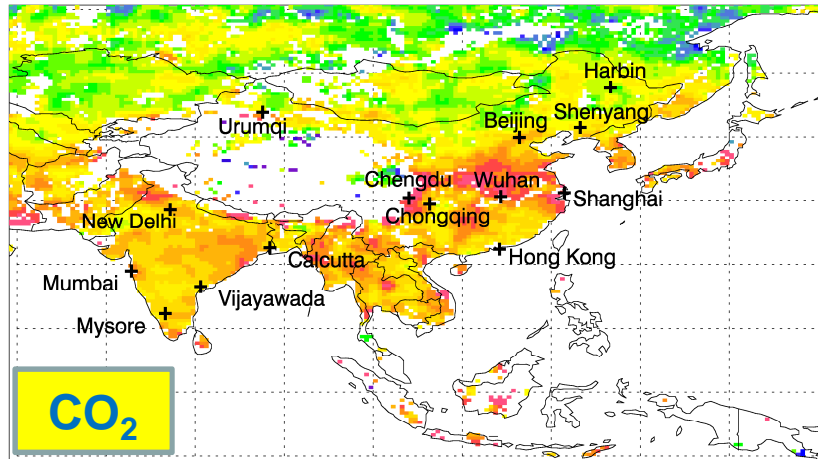 Harbin
Urumqi
Beijing
Shenyang
Chengdu
Wuhan
Shanghai
New Delhi
Chongqing
Calcutta
Hong Kong
Mumbai
Vijayawada
Mysore
CO₂